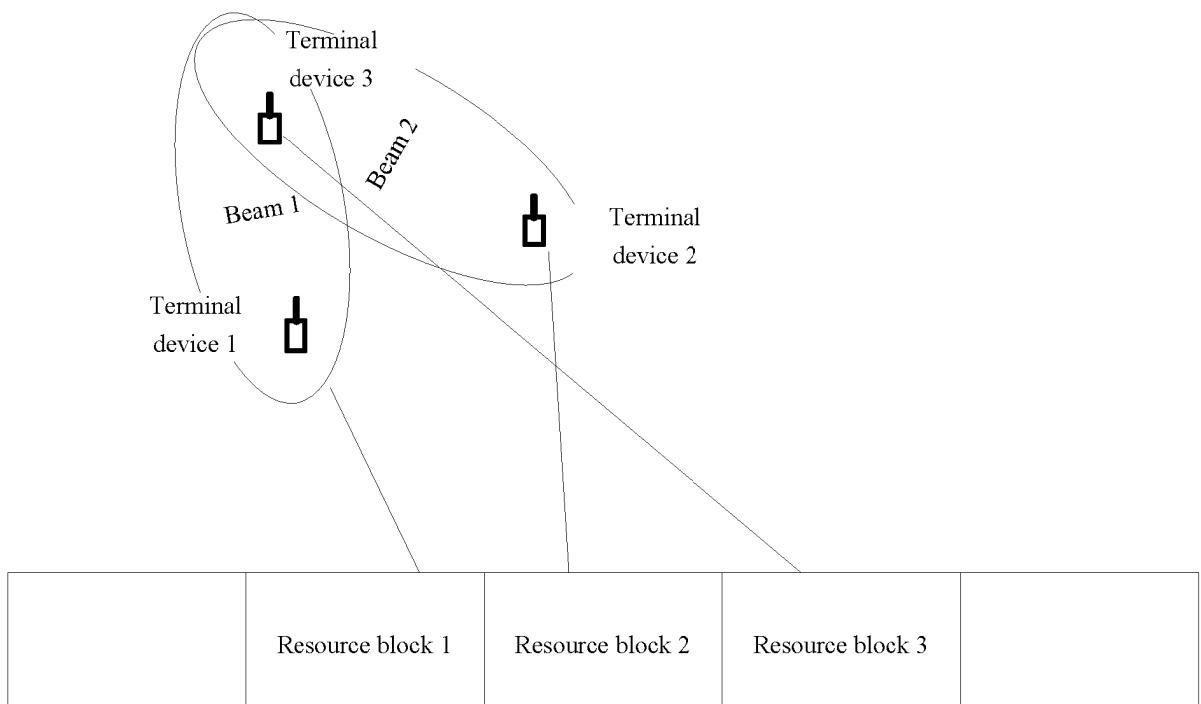 Terminal
device 3
Beam 2
Beam 1
Terminal
device 2
Terminal
device 1
Resource block 1
Resource block 2
Resource block 3